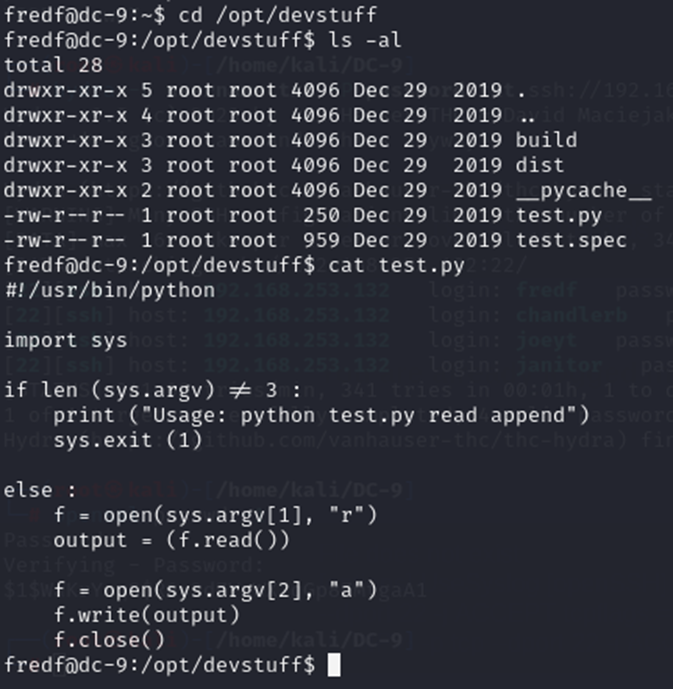 fredf@dc-9:~$ cd /opt/devstuff
fredf@dc-9:/opt/devstuff$ ls -al
total 28
drwxr-xr-x 5 root root 4096 Dec 29  2019 .
drwxr-xr-x 4 root root 4096 Dec 29  2019 ..
drwxr-xr-x 3 root root 4096 Dec 29  2019 build
drwxr-xr-x 3 root root 4096 Dec 29  2019 dist
drwxr-xr-x 2 root root 4096 Dec 29  2019 __pycache__
-rw-r--r-- 1 root root  250 Dec 29  2019 test.py
-rw-r--r-- 1 root root  959 Dec 29  2019 test.spec
fredf@dc-9:/opt/devstuff$ cat test.py
#!/usr/bin/python

import sys

if len (sys.argv) != 3 :
    print ("Usage: python test.py read append")
    sys.exit (1)

else :
    f = open(sys.argv[1], "r")
    output = (f.read())

    f = open(sys.argv[2], "a")
    f.write(output)
    f.close()
fredf@dc-9:/opt/devstuff$